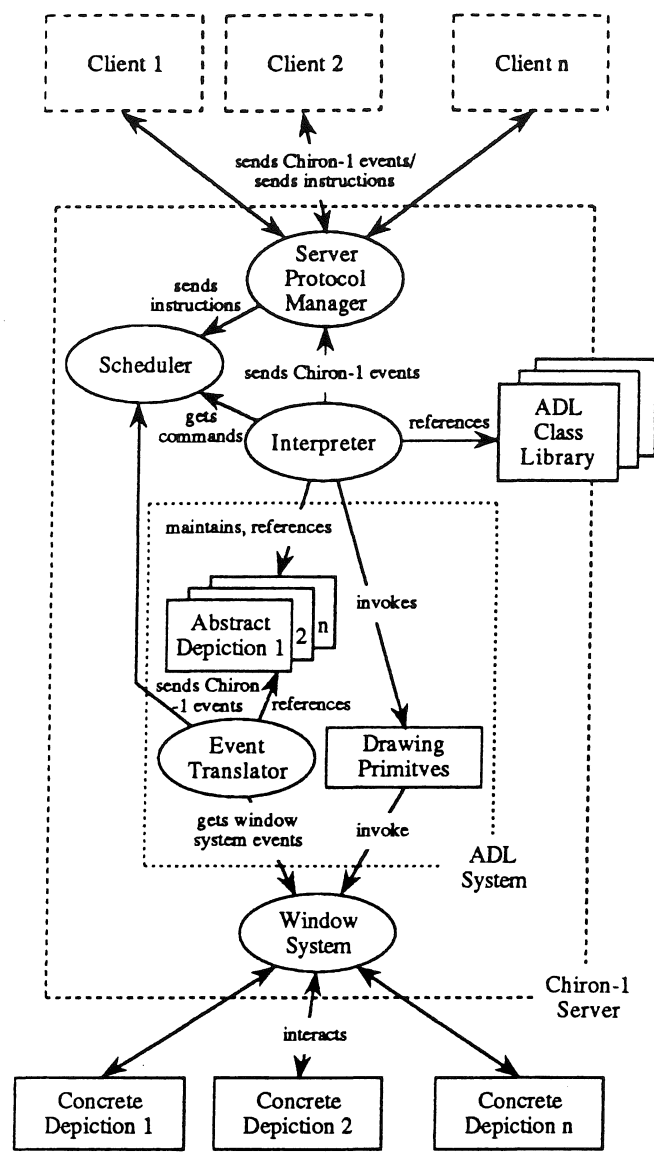 Client 1
Client 2
Client n
sends Chiron-1 events/
sends instructions
Server
Protocol
Manager
sends
instructions
Scheduler
sends Chiron-1 events
gets
commands
Interpreter
references
ADL
Class
Library
maintains, references
Abstract
Depiction 1
2
n
invokes
sends Chiron
-1 events
references
Event
Translator
Drawing
Primitves
gets window
system events
invoke
ADL
System
Window
System
Chiron-1
Server
interacts
Concrete
Depiction 1
Concrete
Depiction 2
Concrete
Depiction n